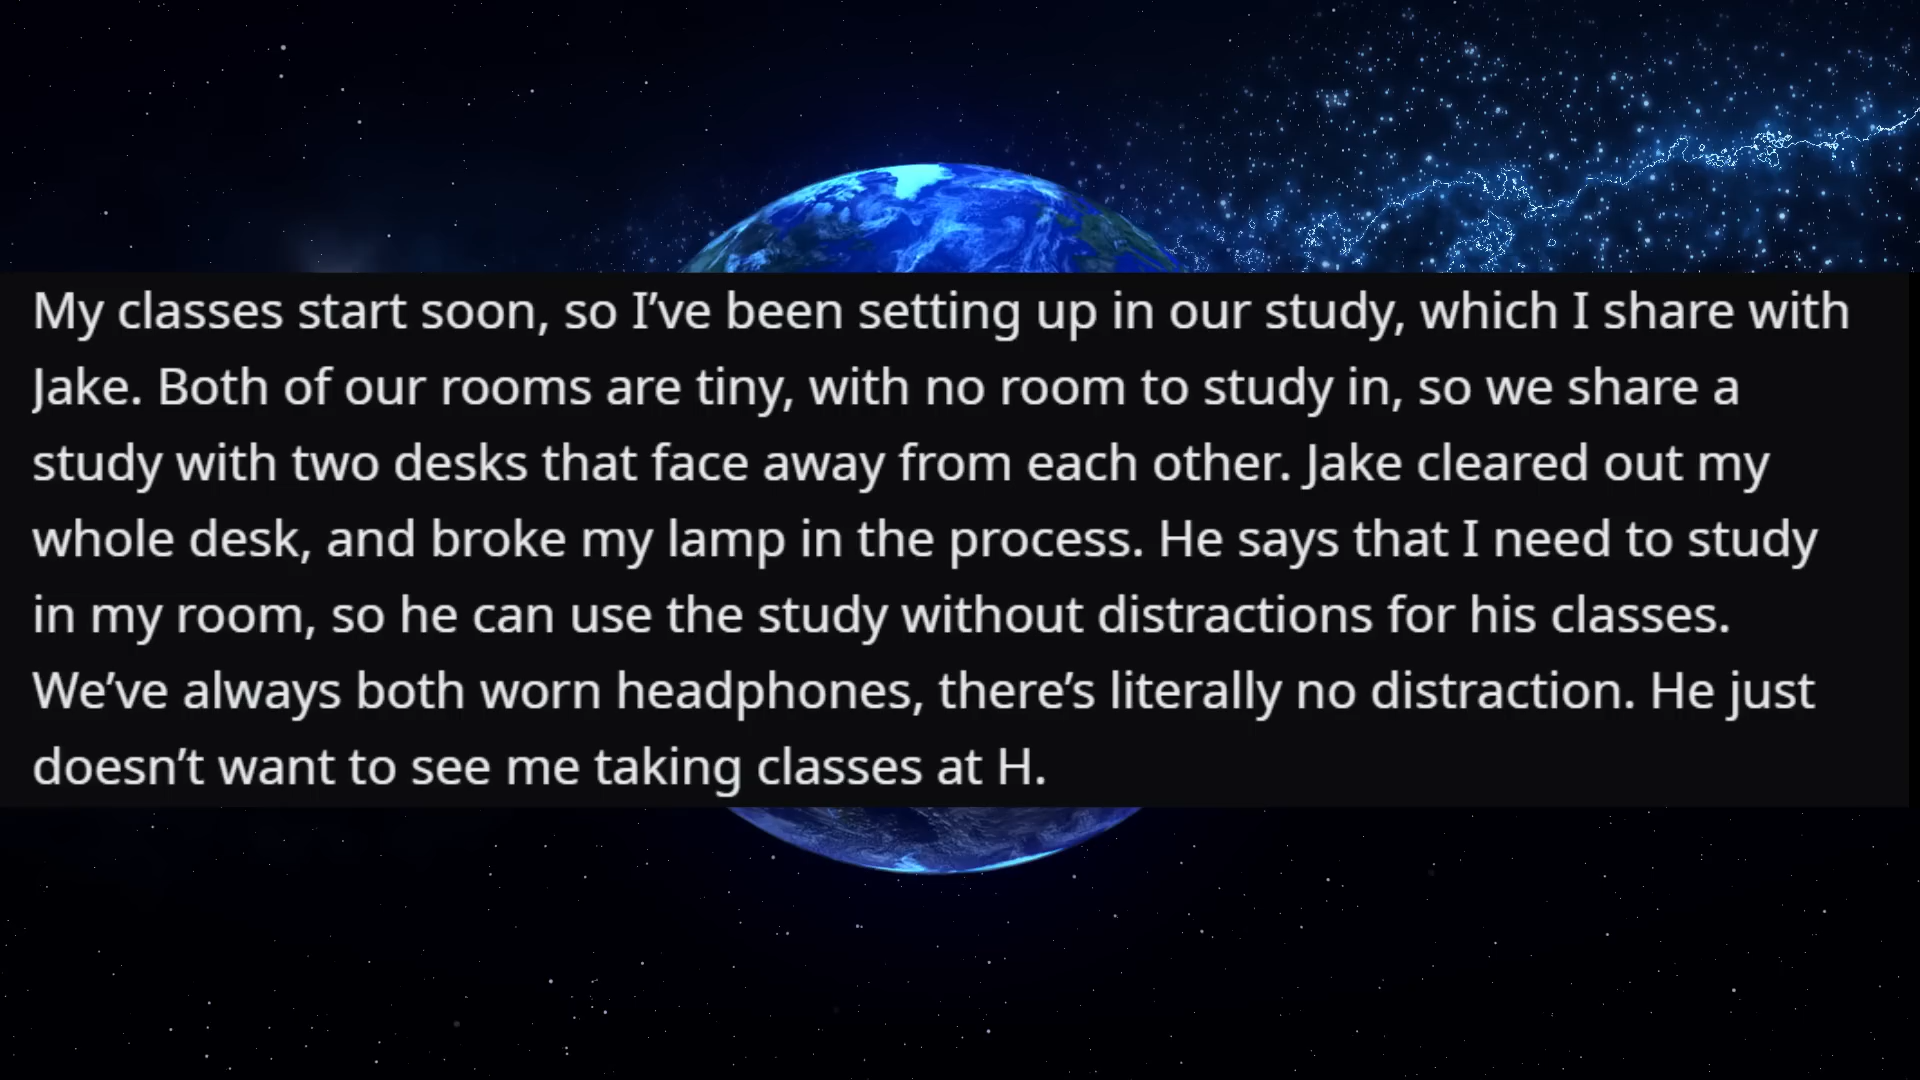 My classes start soon, so I’ve been setting up in our study, which I share with
Jake. Both of our rooms are tiny, with no room to study in, so we share a
study with two desks that face away from each other. Jake cleared out my
whole desk, and broke my lamp in the process. He says that I need to study
in my room, so he can use the study without distractions for his classes.
We’ve always both worn headphones, there’s literally no distraction. He just
doesn’t want to see me taking classes at H.